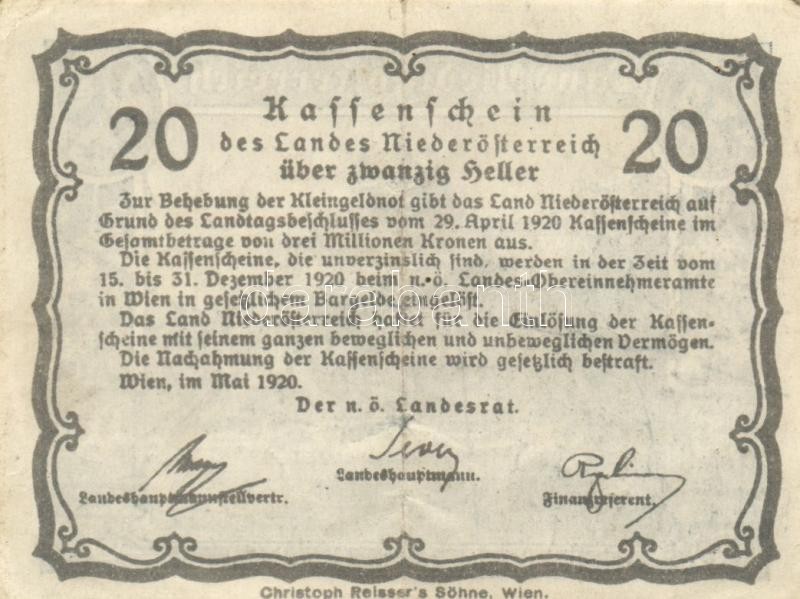 Kassenschein
20 des Landes Niederösterreich 20
über zwanzig Heller
Zur Behebung der Kleingeldnot gibt das Land Niederösterreich auf
Grund des Landtagsbeschlusses vom 29. April 1920 Kassenscheine im
Gesamtbetrage von drei Millionen Kronen aus.
Die Kassenscheine, die unverzinslich sind, werden in der Zeit vom
15. bis 31. Dezember 1920 beim n.ö. Landes-Obereinnehmeramte
in Wien in gesetzlichem Bargelde eingelöst.
Das Land Niederösterreich haftet für die Einlösung der Kassen-
scheine mit seinem ganzen beweglichen und unbeweglichen Vermögen.
Die Nachahmung der Kassenscheine wird gesetzlich bestraft.
Wien, im Mai 1920.
Der n. ö. Landesrat.
Landeshauptmann.
Landeshauptmannstellvertr.
Finanzreferent.
Christoph Reisser's Söhne, Wien.
darabanth